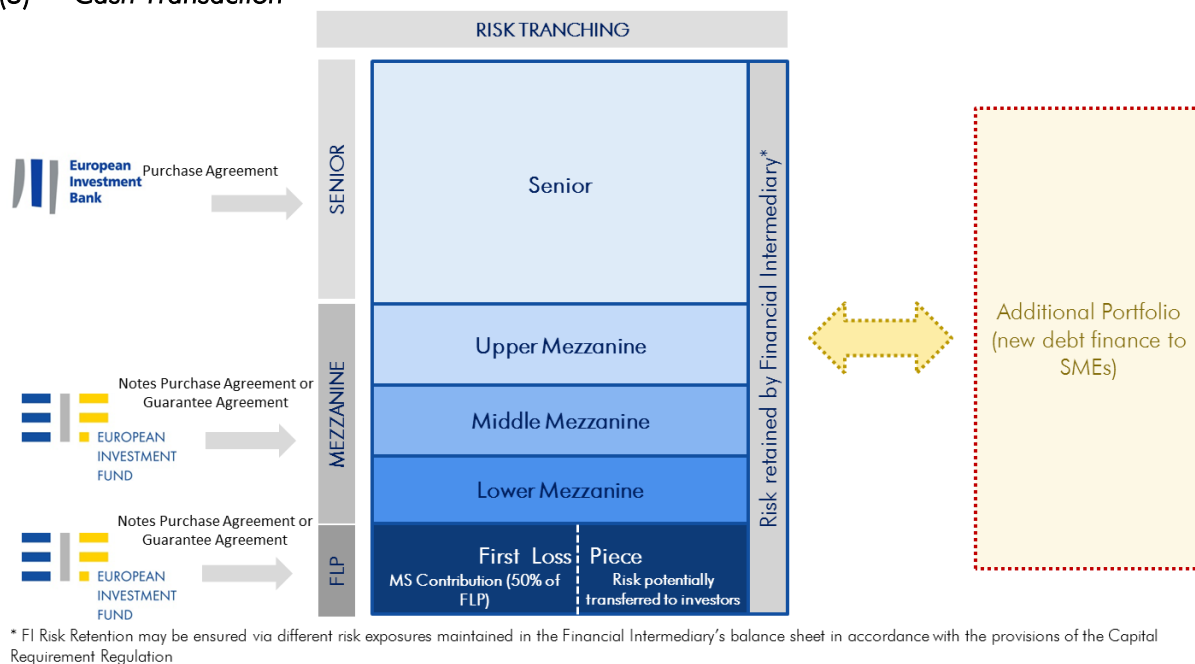 Cash Transaction
RISK TRANCHING
SENIOR
Senior
European
Investment
Bank
Purchase Agreement
Risk retained by Financial Intermediary*
Additional Portfolio
(new debt finance to
SMEs)
MEZZANINE
Upper Mezzanine
Middle Mezzanine
Lower Mezzanine
Notes Purchase Agreement or
Guarantee Agreement
EUROPEAN
INVESTMENT
FUND
FLP
First Loss Piece
MS Contribution (50% of
FLP)
Risk potentially
transferred to investors
Notes Purchase Agreement or
Guarantee Agreement
EUROPEAN
INVESTMENT
FUND
* FI Risk Retention may be ensured via different risk exposures maintained in the Financial Intermediary's balance sheet in accordance with the provisions of the Capital
Requirement Regulation